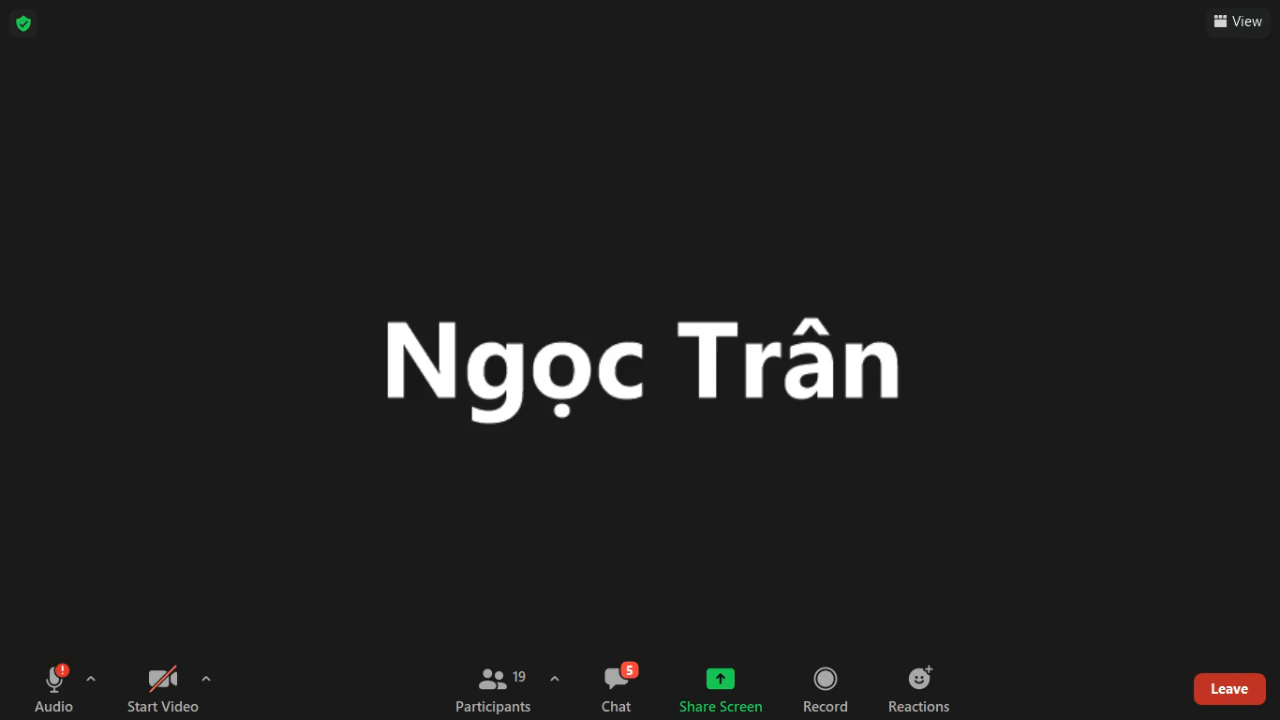 View
Ngọc Trân
19
5
Audio
Start Video
Participants
Chat
Share Screen
Record
Reactions
Leave